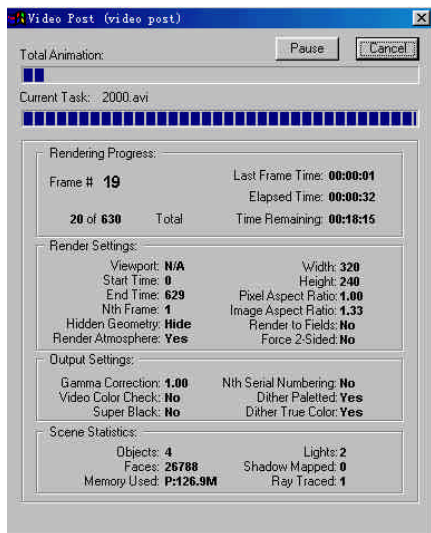 Video Post (video post)
Pause
Cancel
Total Animation:
Current Task: 2000.avi
Rendering Progress:
Frame # 19
Last Frame Time: 00:00:01
Elapsed Time: 00:00:32
20 of 630 Total
Time Remaining: 00:18:15
Render Settings:
Viewport: N/A
Width: 320
Start Time: 0
Height: 240
End Time: 629
Pixel Aspect Ratio: 1.00
Nth Frame: 1
Image Aspect Ratio: 1.33
Hidden Geometry: Hide
Render to Fields: No
Render Atmosphere: Yes
Force 2-Sided: No
Output Settings:
Gamma Correction: 1.00
Nth Serial Numbering: No
Video Color Check: No
Dither Paletted: Yes
Super Black: No
Dither True Color: Yes
Scene Statistics:
Objects: 4
Lights: 2
Faces: 26788
Shadow Mapped: 0
Memory Used: P:126.9M
Ray Traced: 1